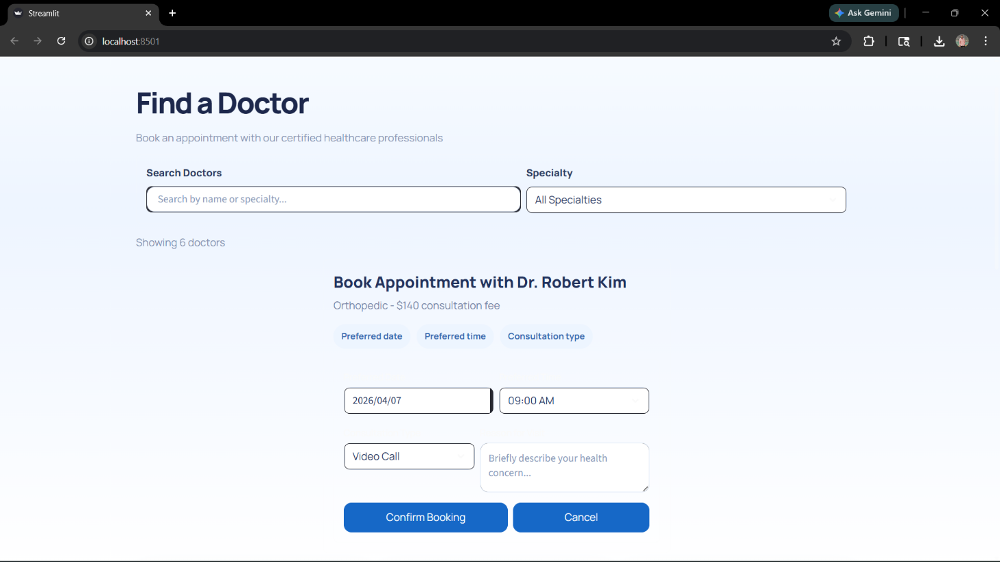 Streamlit
Ask Gemini
localhost:8501
Find a Doctor
Book an appointment with our certified healthcare professionals
Search Doctors
Specialty
Search by name or specialty...
All Specialties
Showing 6 doctors
Book Appointment with Dr. Robert Kim
Orthopedic - $140 consultation fee
Preferred date
Preferred time
Consultation type
2026/04/07
09:00 AM
Video Call
Briefly describe your health
concern...
Confirm Booking
Cancel